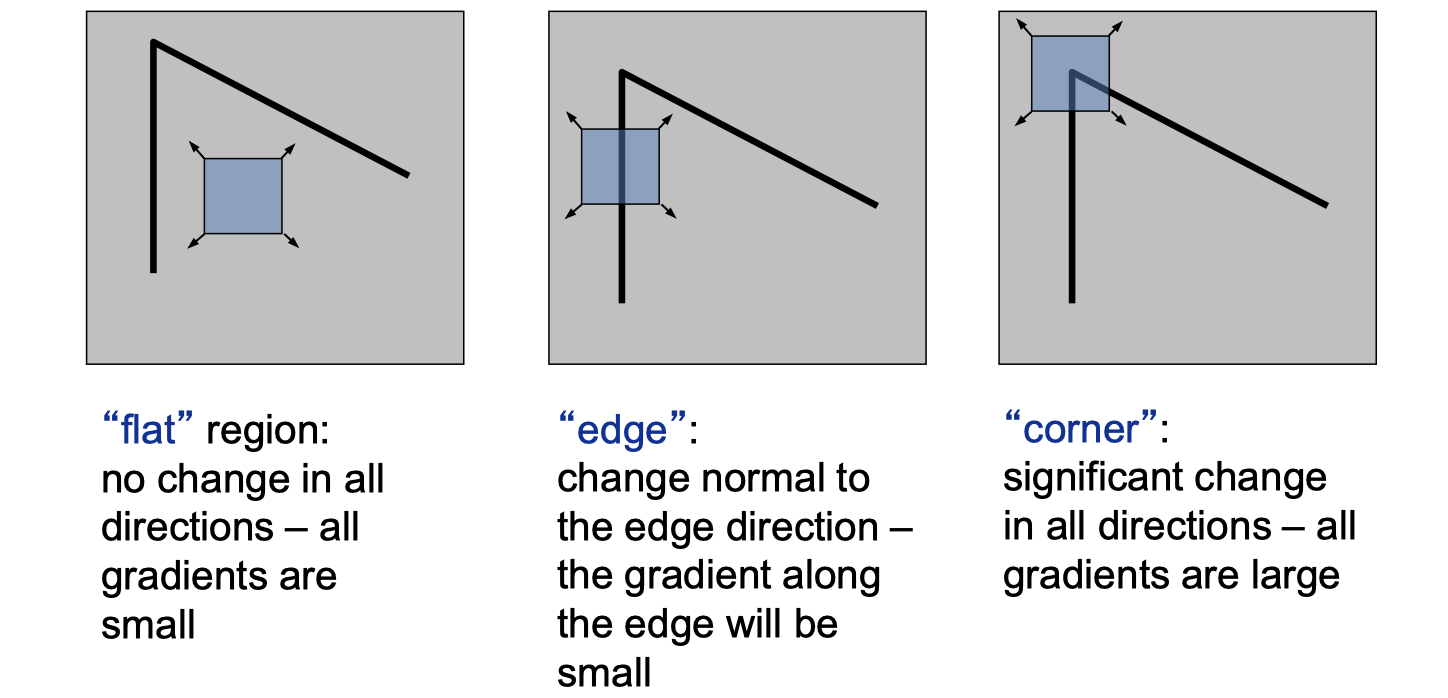 “flat” region:
no change in all
directions – all
gradients are
small
“edge”:
change normal to
the edge direction –
the gradient along
the edge will be
small
“corner”:
significant change
in all directions – all
gradients are large